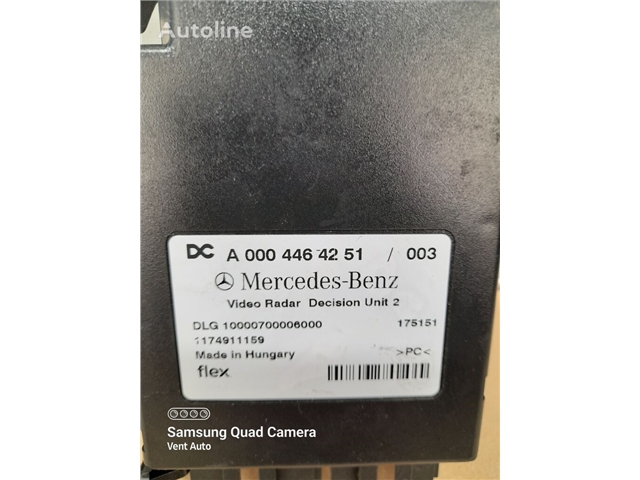 Autoline
DC A 000 446 42 51 / 003
Mercedes-Benz
Video Radar Decision Unit 2
DLG 10000700006000 175151
1174911159
Made in Hungary >PC<
flex
Samsung Quad Camera
Vent Auto